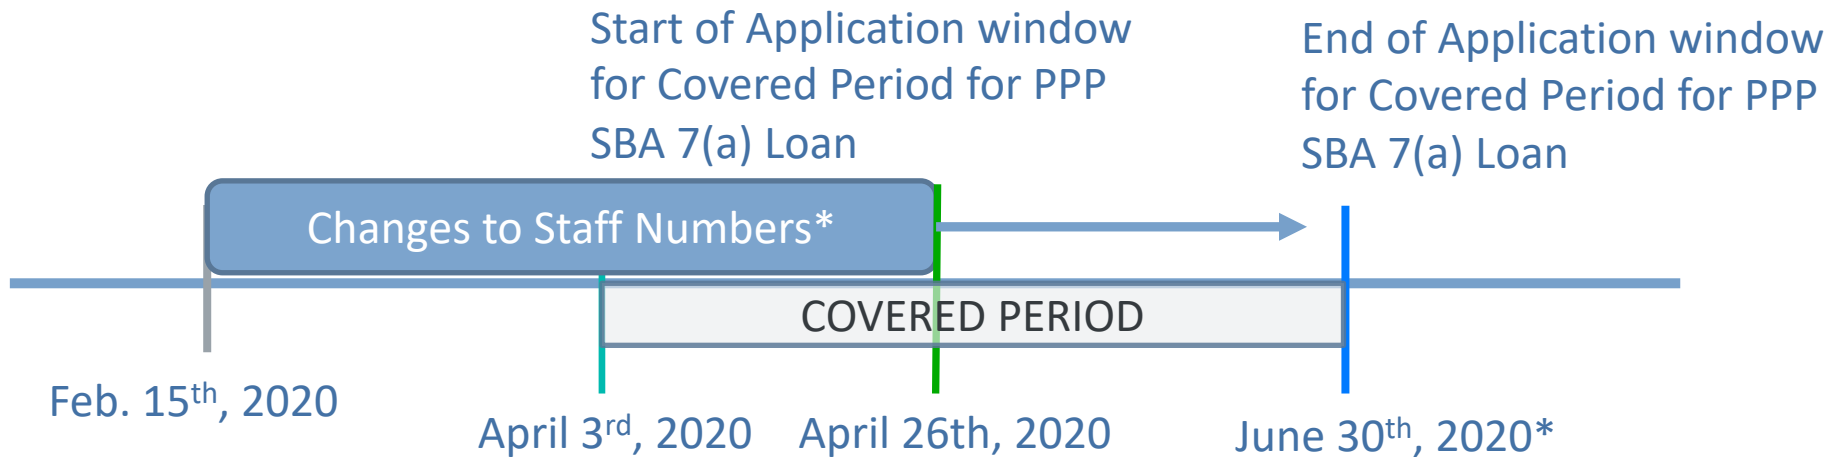 Start of Application window
for Covered Period for PPP
SBA 7(a) Loan
End of Application window
for Covered Period for PPP
SBA 7(a) Loan
Changes to Staff Numbers*
COVERED PERIOD
Feb. 15th, 2020
April 3rd, 2020
April 26th, 2020
June 30th, 2020*